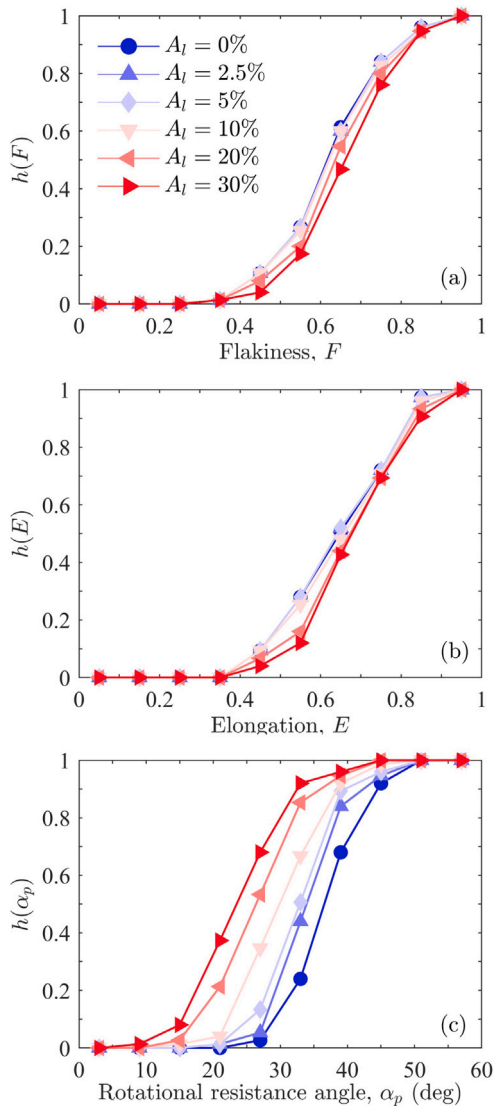 1
0.8
0.6
0.4
0.2
0
h(F)
A_l = 0%
A_l = 2.5%
A_l = 5%
A_l = 10%
A_l = 20%
A_l = 30%
(a)
0 0.2 0.4 0.6 0.8 1
Flakiness, F
1
0.8
0.6
0.4
0.2
0
h(E)
(b)
0 0.2 0.4 0.6 0.8 1
Elongation, E
1
0.8
0.6
0.4
0.2
0
h(α_p)
(c)
0 10 20 30 40 50 60
Rotational resistance angle, α_p (deg)